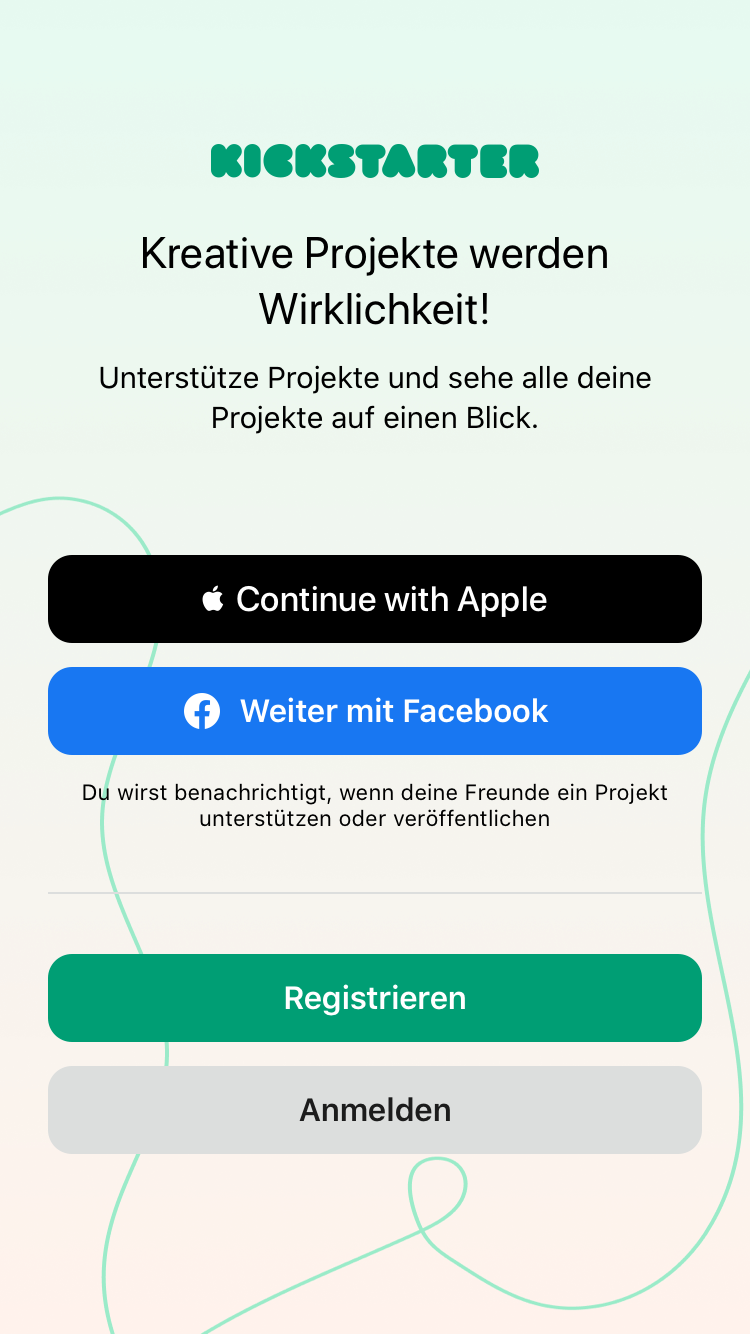 KICKSTARTER
Kreative Projekte werden
Wirklichkeit!
Unterstütze Projekte und sehe alle deine
Projekte auf einen Blick.
Continue with Apple
Weiter mit Facebook
Du wirst benachrichtigt, wenn deine Freunde ein Projekt
unterstützen oder veröffentlichen
Registrieren
Anmelden